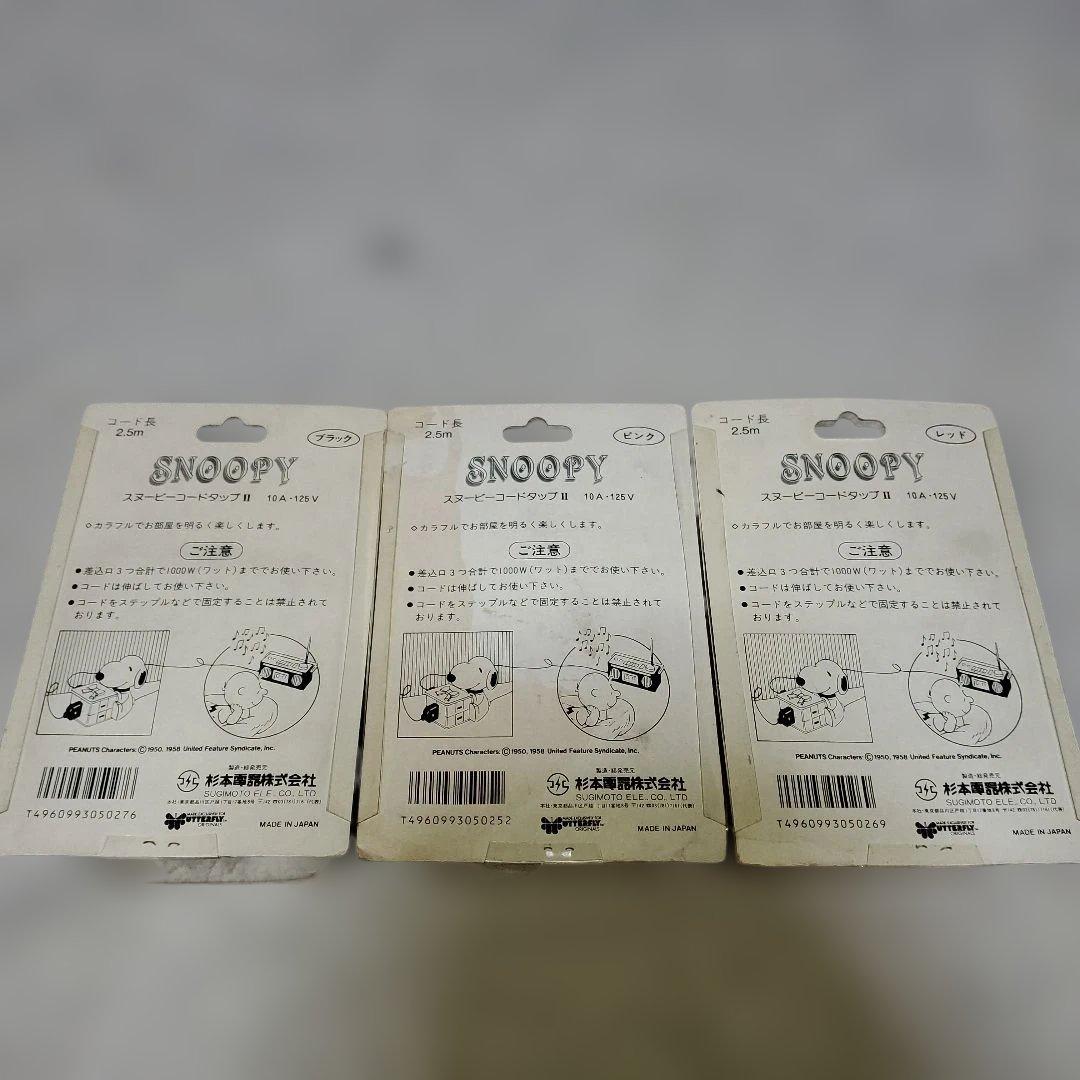 コード長
2.5m
ブラック
SNOOPY
スヌーピーコードタップⅡ 10A・125V
◇カラフルでお部屋を明るく楽しくします。
ご注意
●差込口3つ合計で1000W(ワット)まででお使い下さい。
●コードは伸ばしてお使い下さい。
●コードをステップルなどで固定することは禁止されて
おります。
PEANUTS Characters: ©1950, 1958 United Feature Syndicate, Inc.
製造・総発売元
杉本電器株式会社
SUGIMOTO ELE., CO., LTD
T4960993050276
BUTTERFLY
ORIGINALS
MADE IN JAPAN
コード長
2.5m
ピンク
SNOOPY
スヌーピーコードタップⅡ 10A・125V
◇カラフルでお部屋を明るく楽しくします。
ご注意
●差込口3つ合計で1000W(ワット)まででお使い下さい。
●コードは伸ばしてお使い下さい。
●コードをステップルなどで固定することは禁止されて
おります。
PEANUTS Characters: ©1950, 1958 United Feature Syndicate, Inc.
製造・総発売元
杉本電器株式会社
SUGIMOTO ELE., CO., LTD
T4960993050252
BUTTERFLY
ORIGINALS
MADE IN JAPAN
コード長
2.5m
レッド
SNOOPY
スヌーピーコードタップⅡ 10A・125V
◇カラフルでお部屋を明るく楽しくします。
ご注意
●差込口3つ合計で1000W(ワット)まででお使い下さい。
●コードは伸ばしてお使い下さい。
●コードをステップルなどで固定することは禁止されて
おります。
PEANUTS Characters: ©1950, 1958 United Feature Syndicate, Inc.
製造・総発売元
杉本電器株式会社
SUGIMOTO ELE., CO., LTD
T4960993050269
BUTTERFLY
ORIGINALS
MADE IN JAPAN